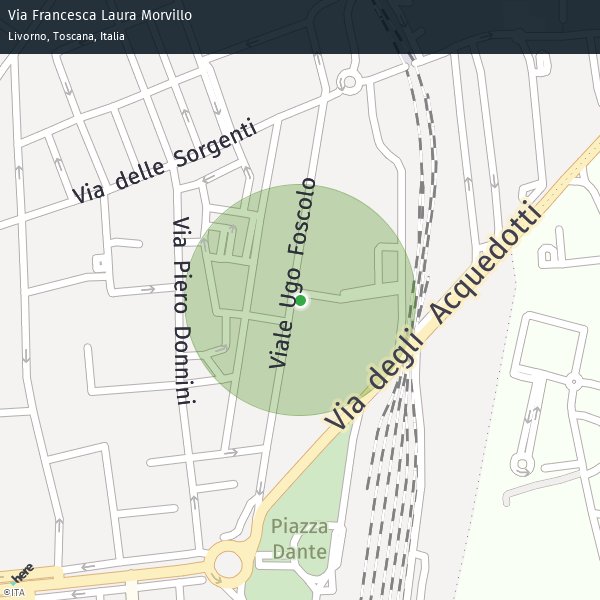 Via Francesca Laura Morvillo
Livorno, Toscana, Italia
Via delle Sorgenti
Via Piero Donnini
Viale Ugo Foscolo
Via degli Acquedotti
Piazza
Dante
here
©ITA